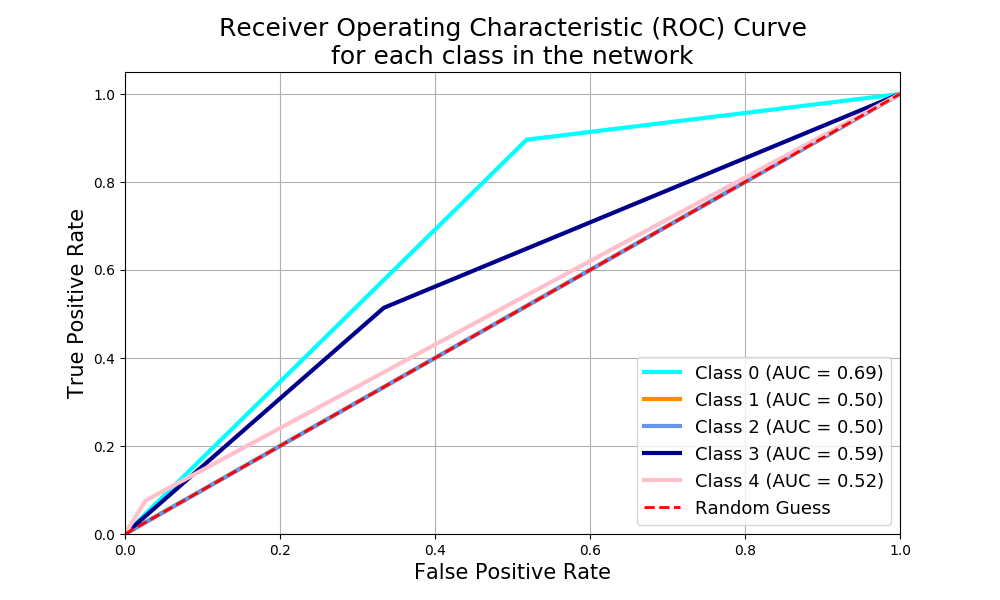 Receiver Operating Characteristic (ROC) Curve
for each class in the network
True Positive Rate
1.0
0.8
0.6
0.4
0.2
0.0
Class 0 (AUC = 0.69)
Class 1 (AUC = 0.50)
Class 2 (AUC = 0.50)
Class 3 (AUC = 0.59)
Class 4 (AUC = 0.52)
Random Guess
0.0 0.2 0.4 0.6 0.8 1.0
False Positive Rate